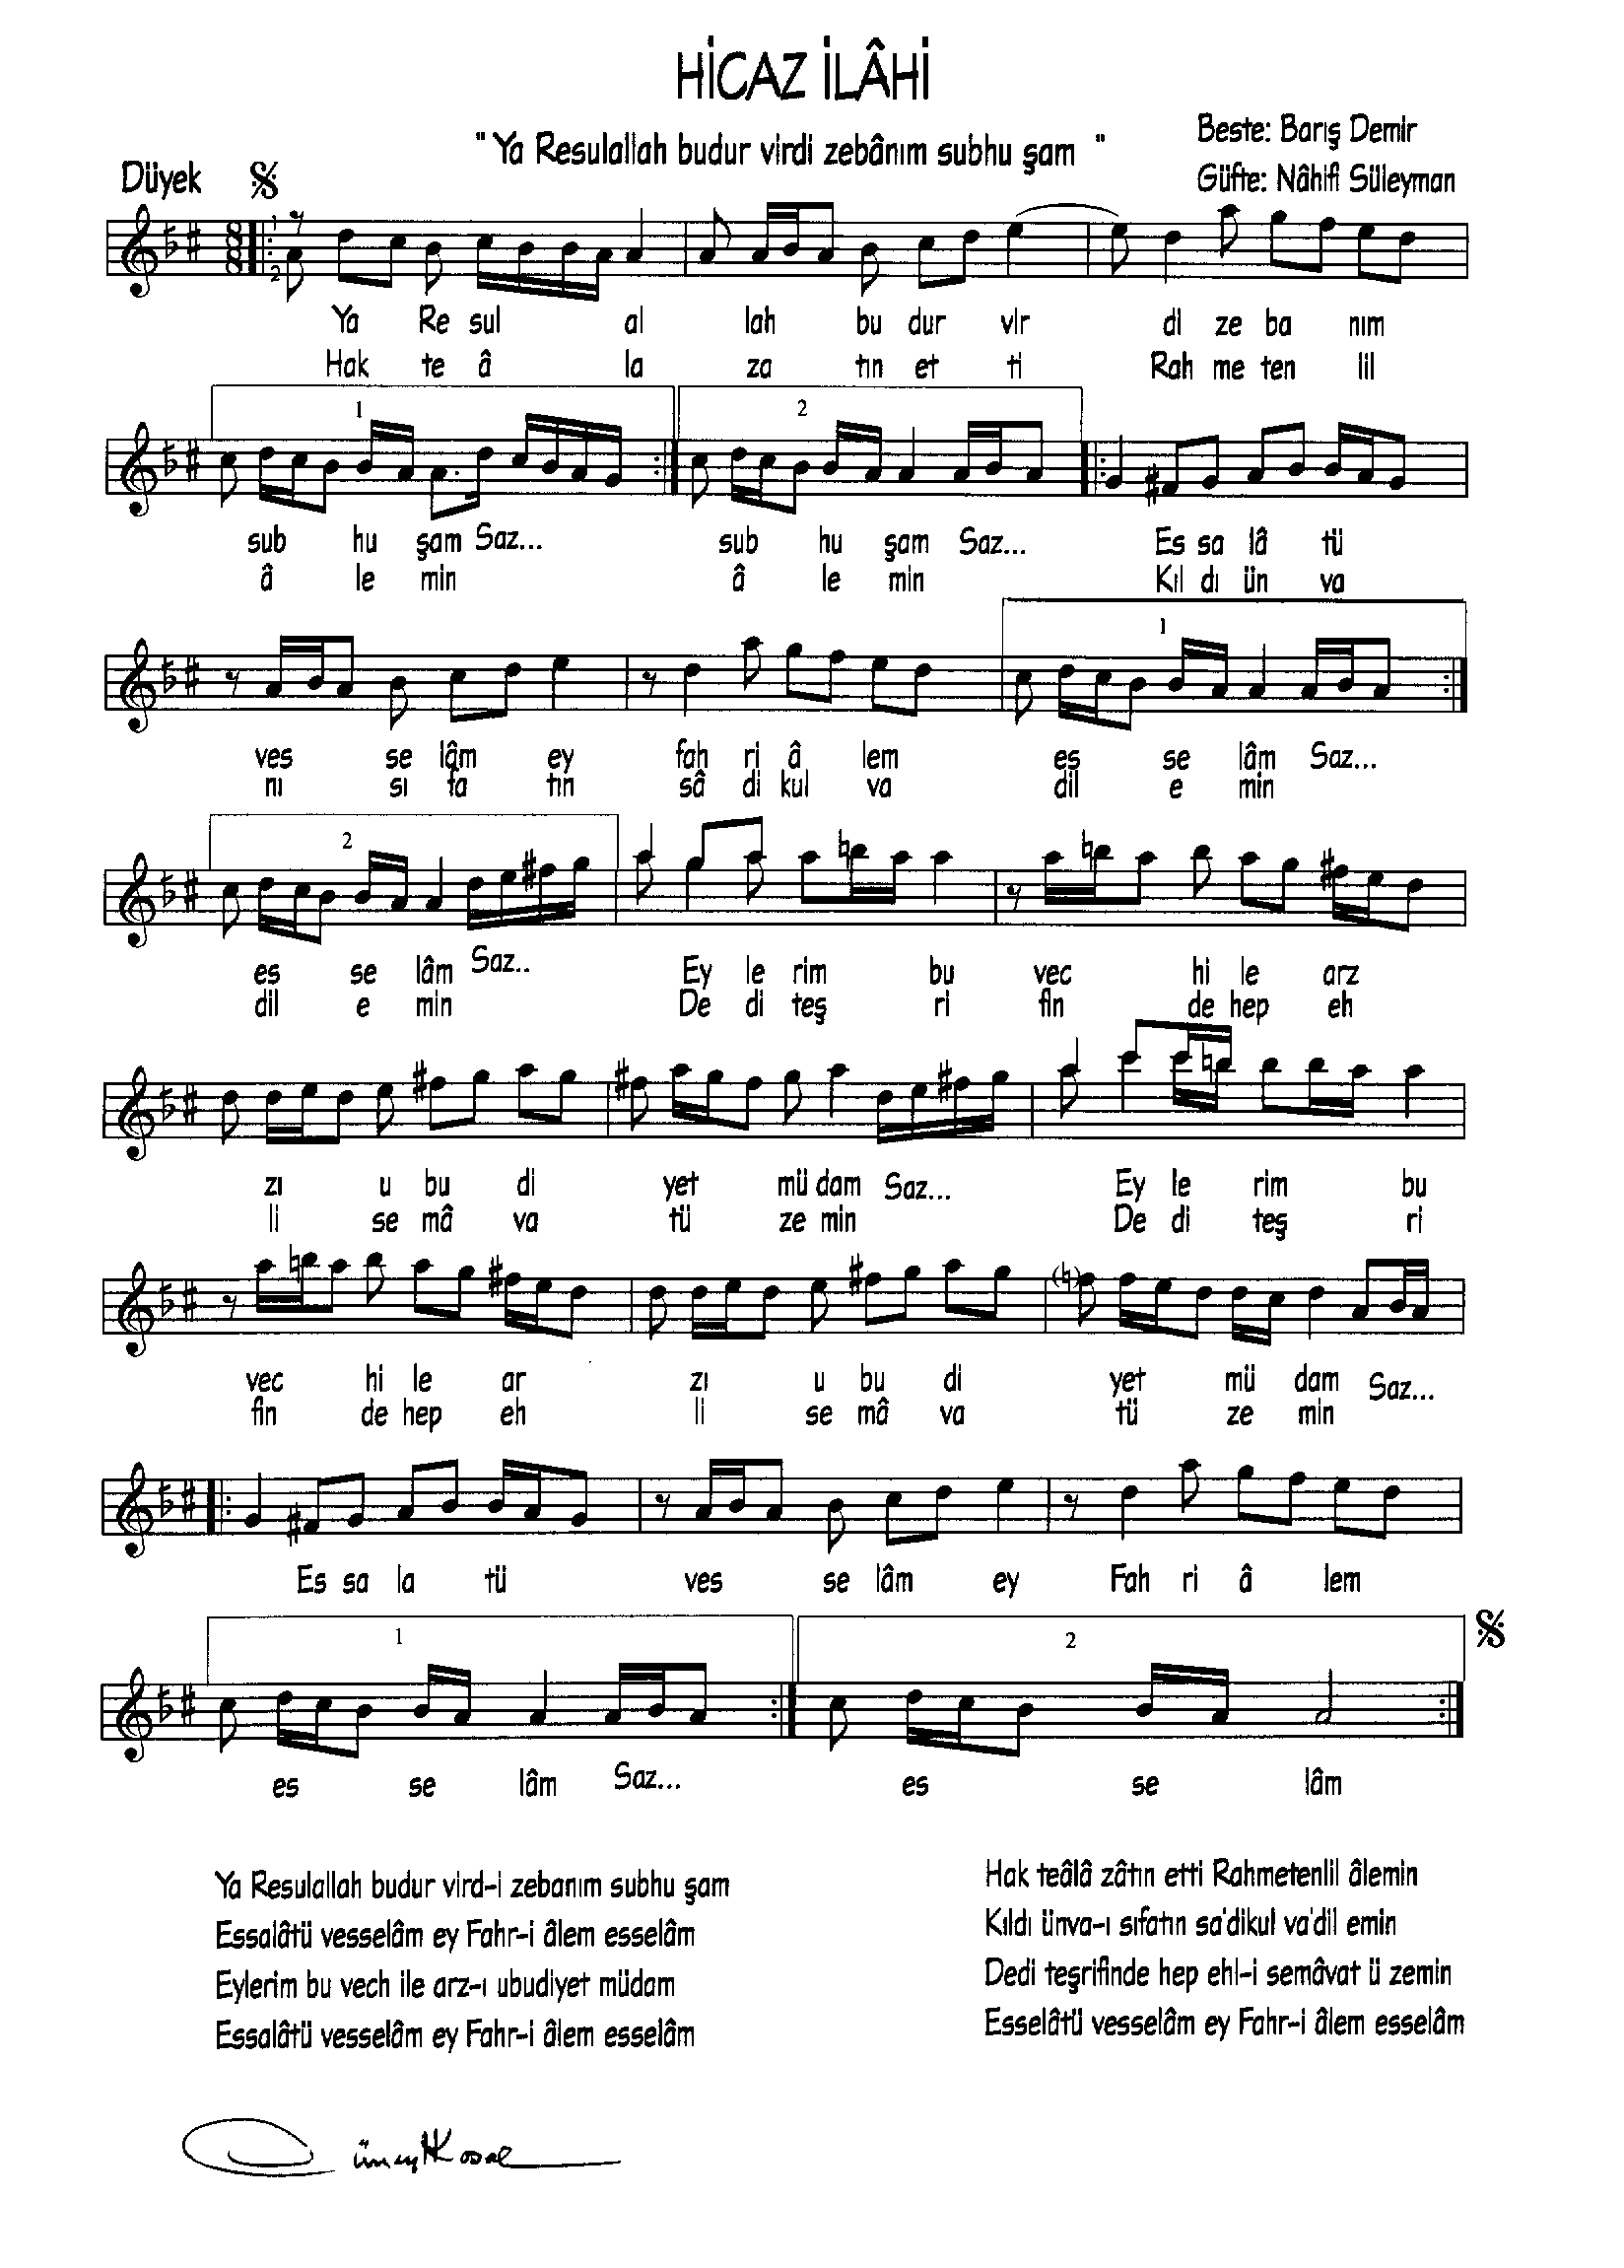 HİCAZ İLÂHİ
" Ya Resulallah budur virdi zebânım subhu şam "
Beste: Barış Demir
Güfte: Nâhifi Süleyman
Düyek
8
8
1
2
Ya Re sul al lah bu dur vir di ze ba nım
Hak te â la za tın et ti Rah me ten lil
1 2
sub hu şam Saz... sub hu şam Saz... Es sa lâ tü
â le min â le min Kıl dı ün va
1
ves se lâm ey fah ri â lem es se lâm Saz...
nı sı fa tın sâ di kul va dil e min
2
es se lâm Saz.. Ey le rim bu vec hi le arz
dil e min De di teş ri fin de hep eh
zı u bu di yet mü dam Saz... Ey le rim bu
li se mâ va tü ze min De di teş ri
vec hi le ar zı u bu di yet mü dam Saz...
fin de hep eh li se mâ va tü ze min
Es sa la tü ves se lâm ey Fah ri â lem
1 2
es se lâm Saz... es se lâm
Ya Resulallah budur vird-i zebanım subhu şam
Essalâtü vesselâm ey Fahr-i âlem esselâm
Eylerim bu vech ile arz-ı ubudiyet müdam
Essalâtü vesselâm ey Fahr-i âlem esselâm
Hak teâlâ zâtın etti Rahmetenlil âlemin
Kıldı ünva-ı sıfatın sa'dikul va'dil emin
Dedi teşrifinde hep ehl-i semâvat ü zemin
Esselâtü vesselâm ey Fahr-i âlem esselâm
Cüneyt Kosal